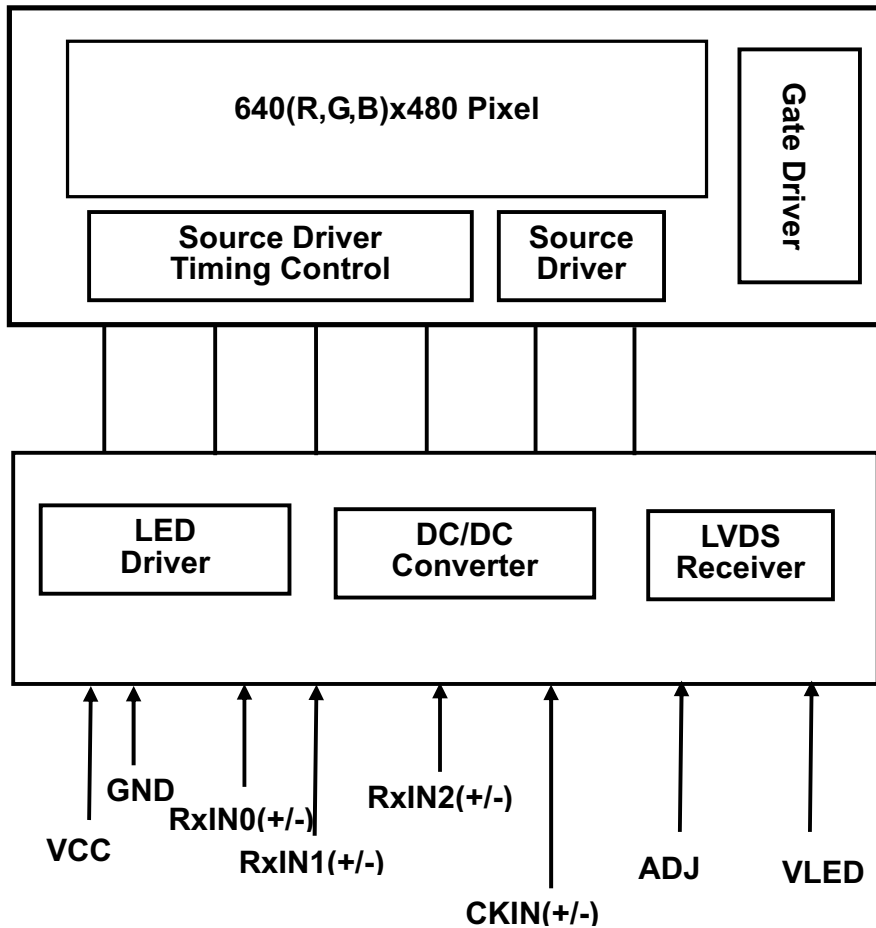 640(R,G,B)x480 Pixel
Gate Driver
Source Driver
Timing Control
Source
Driver
LED
Driver
DC/DC
Converter
LVDS
Receiver
GND
VCC
RxIN0(+/-)
RxIN1(+/-)
RxIN2(+/-)
CKIN(+/-)
ADJ
VLED